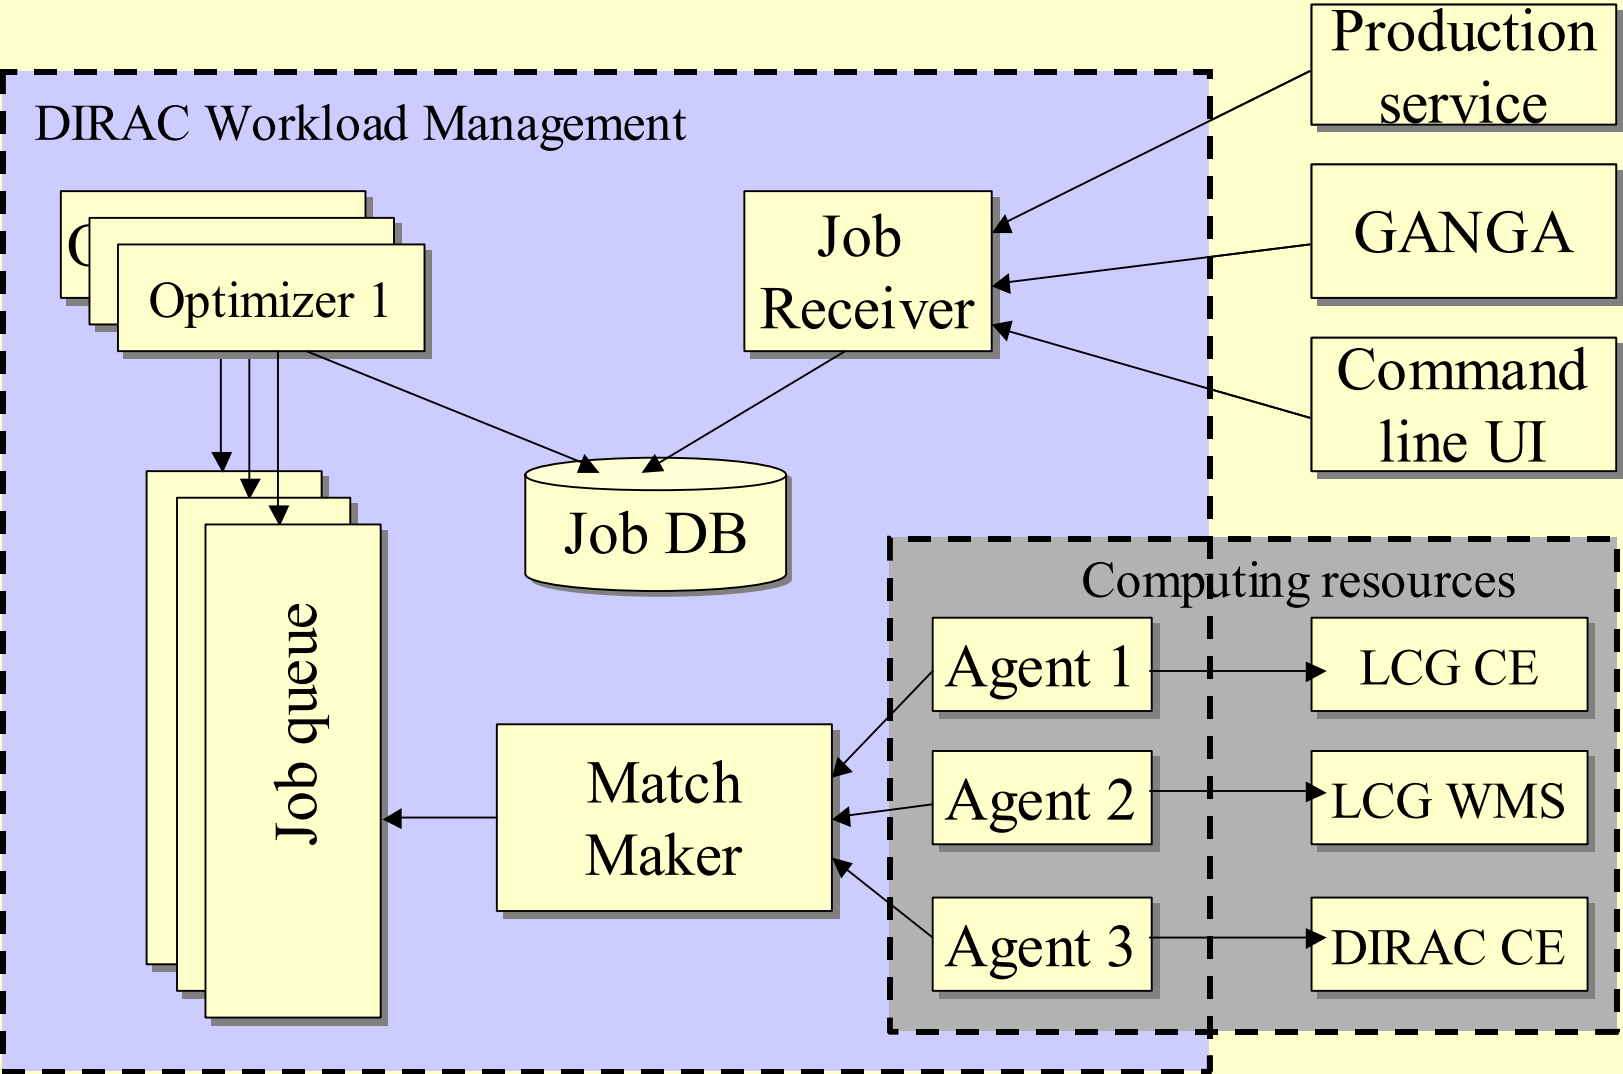 Production
service
DIRAC Workload Management
GANGA
Job
Receiver
Optimizer 1
Command
line UI
Job DB
Computing resources
Job queue
Agent 1
LCG CE
Match
Maker
Agent 2
LCG WMS
Agent 3
DIRAC CE